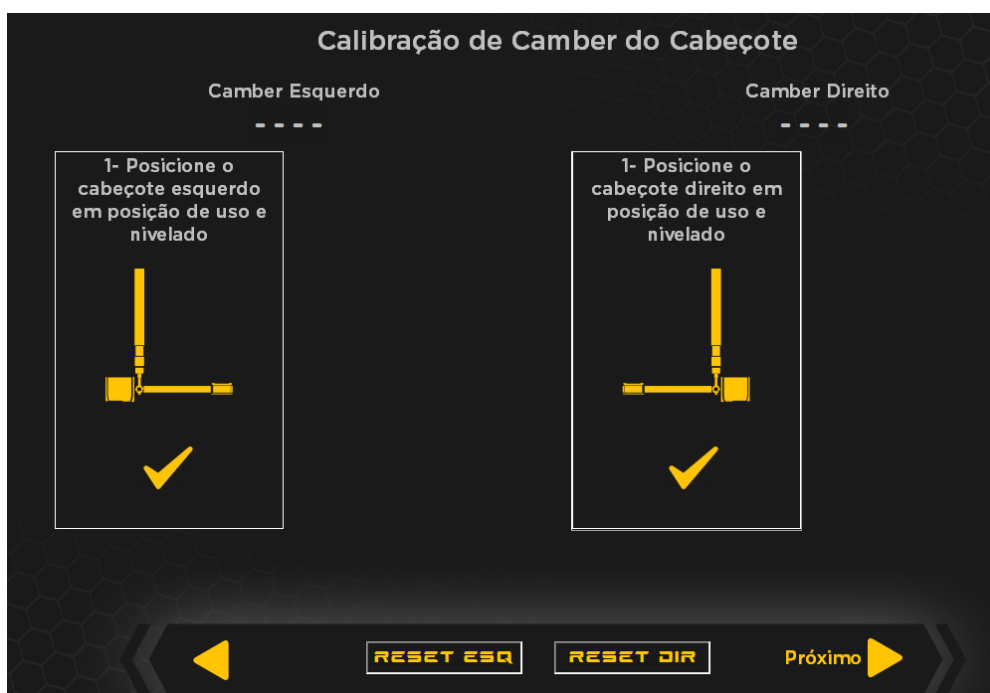 Calibração de Camber do Cabeçote
Camber Esquerdo
- - - -
1- Posicione o
cabeçote esquerdo
em posição de uso e
nivelado
Camber Direito
- - - -
1- Posicione o
cabeçote direito em
posição de uso e
nivelado
RESET ESQ
RESET DIR
Próximo